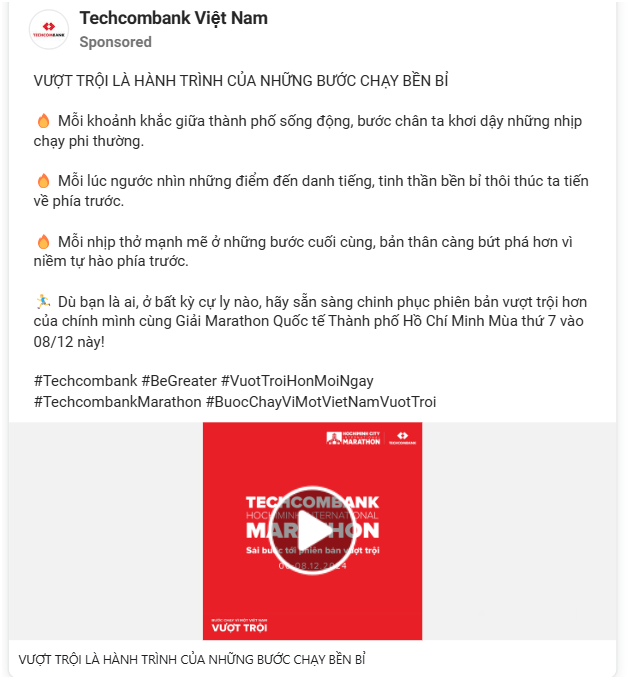 Techcombank Việt Nam
TECHCOMBANK
Sponsored
VƯỢT TRỘI LÀ HÀNH TRÌNH CỦA NHỮNG BƯỚC CHẠY BỀN BỈ
🔥 Mỗi khoảnh khắc giữa thành phố sống động, bước chân ta khơi dậy những nhịp
chạy phi thường.
🔥 Mỗi lúc ngước nhìn những điểm đến danh tiếng, tinh thần bền bỉ thôi thúc ta tiến
về phía trước.
🔥 Mỗi nhịp thở mạnh mẽ ở những bước cuối cùng, bản thân càng bứt phá hơn vì
niềm tự hào phía trước.
🏃‍♂️ Dù bạn là ai, ở bất kỳ cự ly nào, hãy sẵn sàng chinh phục phiên bản vượt trội hơn
của chính mình cùng Giải Marathon Quốc tế Thành phố Hồ Chí Minh Mùa thứ 7 vào
08/12 này!
#Techcombank #BeGreater #VuotTroiHonMoiNgay
#TechcombankMarathon #BuocChayViMotVietNamVuotTroi
HOCHIMINH CITY
MARATHON
TECHCOMBANK
TECHCOMBANK
HOCHIMINH INTERNATIONAL
MARATHON
Sải bước tới phiên bản vượt trội
08.12.2024
BƯỚC CHẠY VÌ MỘT VIỆT NAM
VƯỢT TRỘI
VƯỢT TRỘI LÀ HÀNH TRÌNH CỦA NHỮNG BƯỚC CHẠY BỀN BỈ